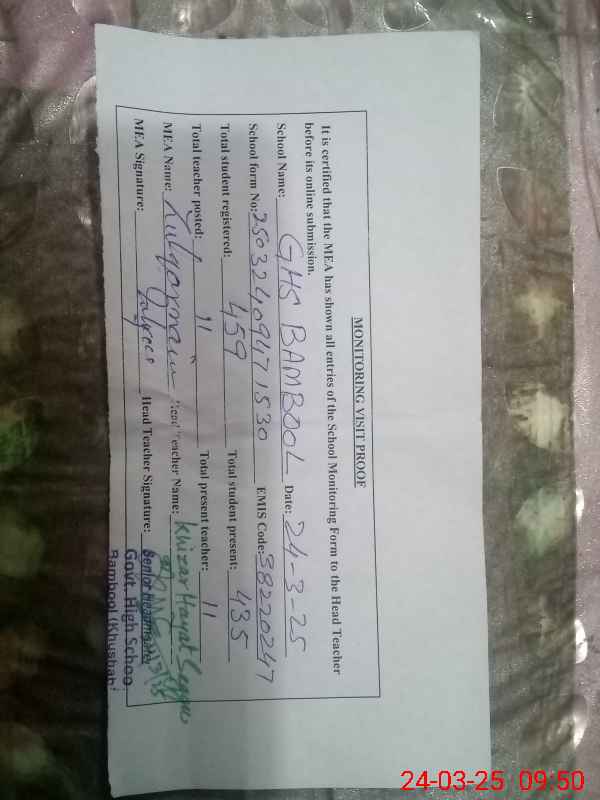 MONITORING VISIT PROOF
It is certified that the MEA has shown all entries of the School Monitoring Form to the Head Teacher
before its online submission.
School Name: GHS BAMBOOL Date: 24-3-25
School form No: 25032409471530 EMIS Code: 38220247
Total student registered: 459 Total student present: 435
Total teacher posted: 11 Total present teacher: 11
MEA Name: Head Teacher Name: Khizar Hayat
MEA Signature: Head Teacher Signature:
Senior Headmaster
Govt. High School
Bambool (Khushab)
24-03-25 09:50